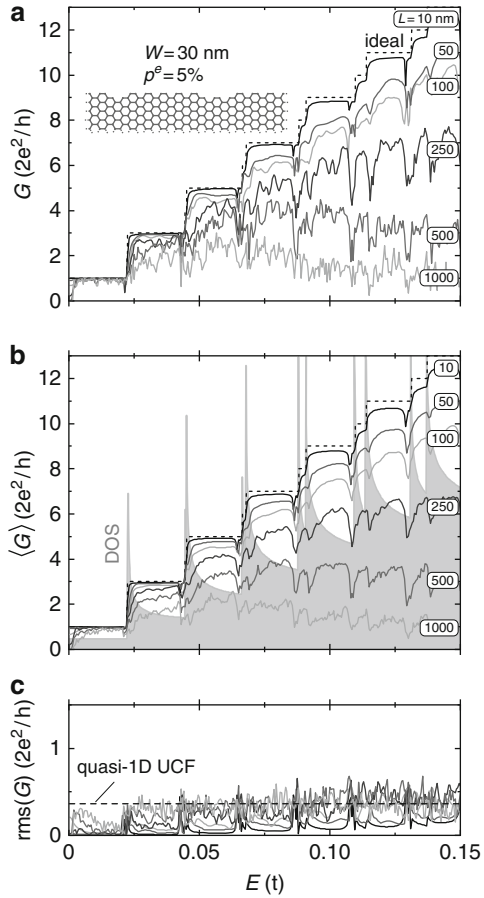 a
L = 10 nm
12
ideal
50
W = 30 nm
p^e = 5%
100
10
8
250
G (2e²/h)
6
4
500
2
1000
0
b
12
10
50
10
100
8
⟨G⟩ (2e²/h)
DOS
6
250
4
500
2
1000
0
c
rms(G) (2e²/h)
1
quasi-1D UCF
0
0 0.05 0.10 0.15
E (t)